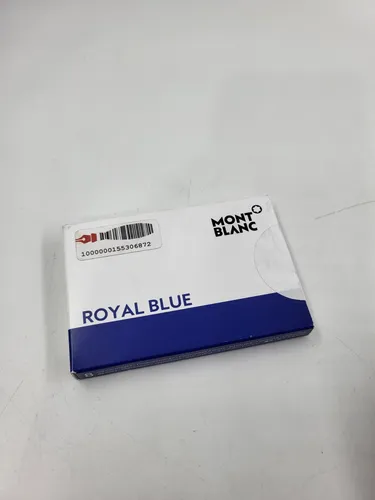 1000000155306872
MONT
BLANC
ROYAL BLUE